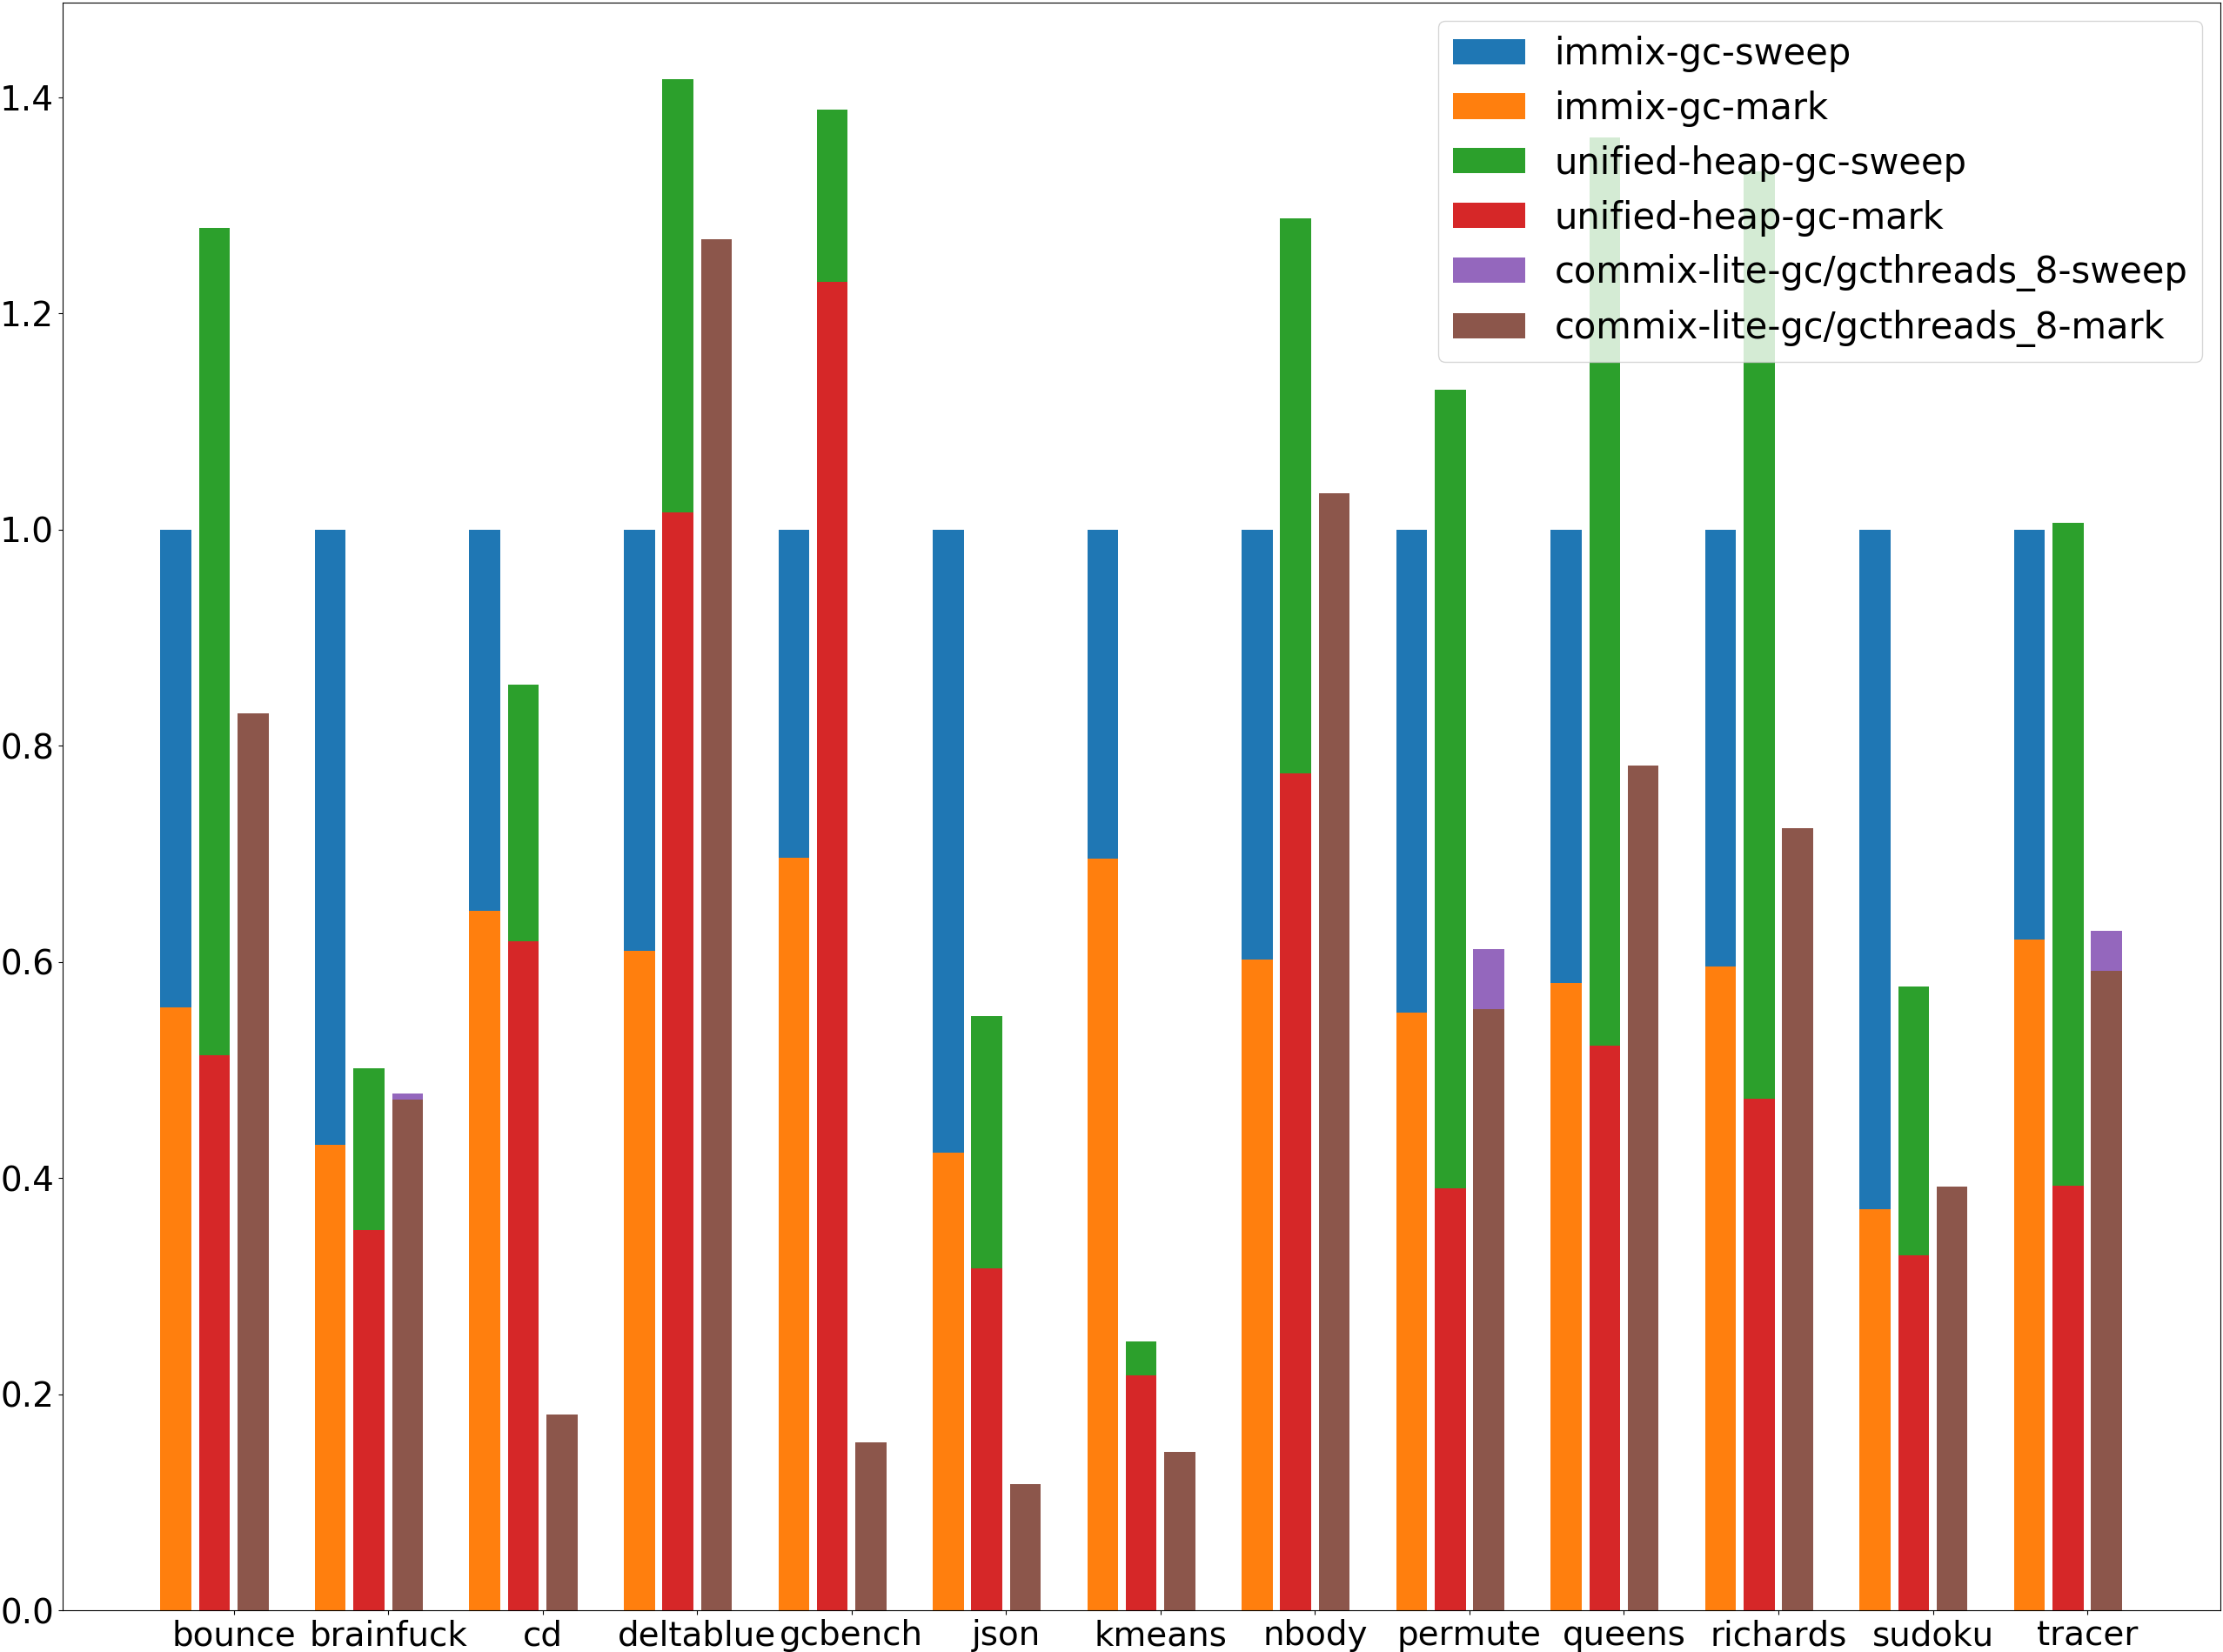 immix-gc-sweep
immix-gc-mark
unified-heap-gc-sweep
unified-heap-gc-mark
commix-lite-gc/gcthreads_8-sweep
commix-lite-gc/gcthreads_8-mark
1.4
1.2
1.0
0.8
0.6
0.4
0.2
0.0
bounce brainfuck cd deltablue gcbench json kmeans nbody permute queens richards sudoku tracer